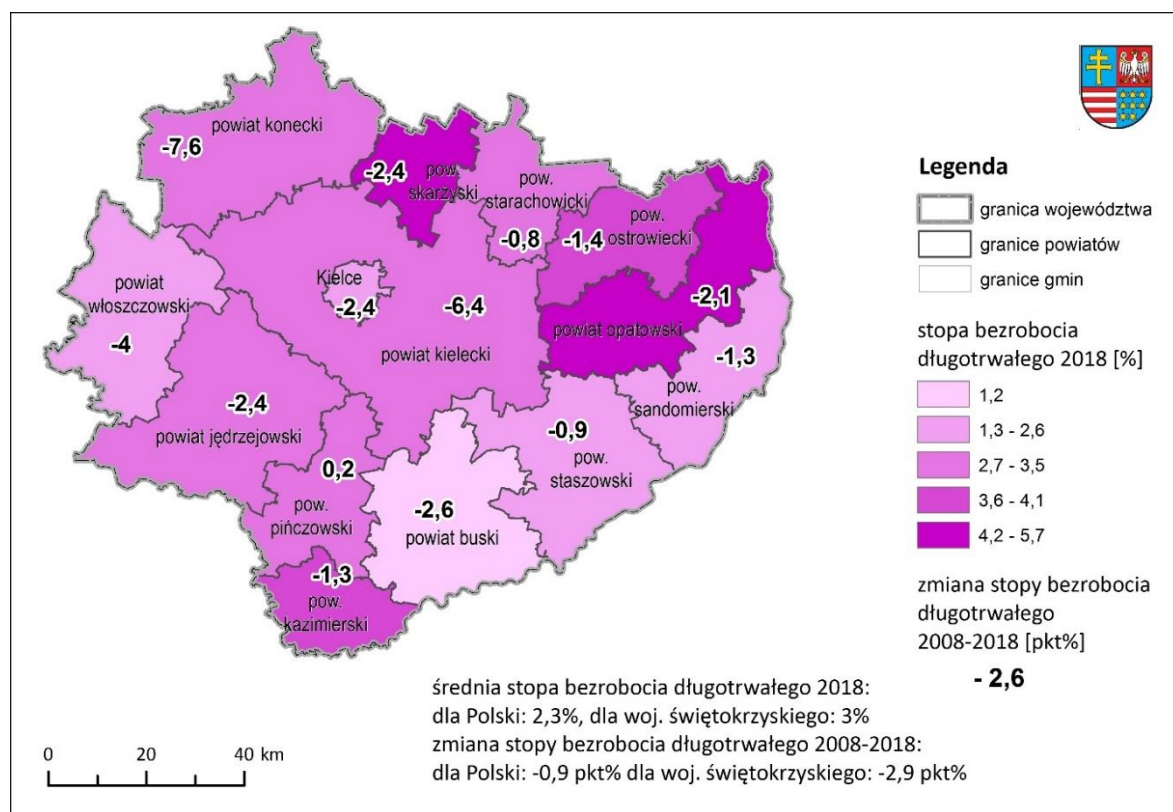 powiat konecki
-7,6
-2,4
pow.
skarżyski
pow.
starachowicki
-0,8
pow.
ostrowiecki
-1,4
Kielce
-2,4
-6,4
powiat kielecki
powiat
włoszczowski
-4
powiat opatowski
-2,1
-1,3
pow.
sandomierski
-2,4
powiat jędrzejowski
-0,9
pow.
staszowski
0,2
pow.
pińczowski
-2,6
powiat buski
-1,3
pow.
kazimierski
Legenda
granica województwa
granice powiatów
granice gmin
stopa bezrobocia
długotrwałego 2018 [%]
1,2
1,3 - 2,6
2,7 - 3,5
3,6 - 4,1
4,2 - 5,7
zmiana stopy bezrobocia
długotrwałego
2008-2018 [pkt%]
- 2,6
średnia stopa bezrobocia długotrwałego 2018:
dla Polski: 2,3%, dla woj. świętokrzyskiego: 3%
zmiana stopy bezrobocia długotrwałego 2008-2018:
dla Polski: -0,9 pkt% dla woj. świętokrzyskiego: -2,9 pkt%
0 20 40 km